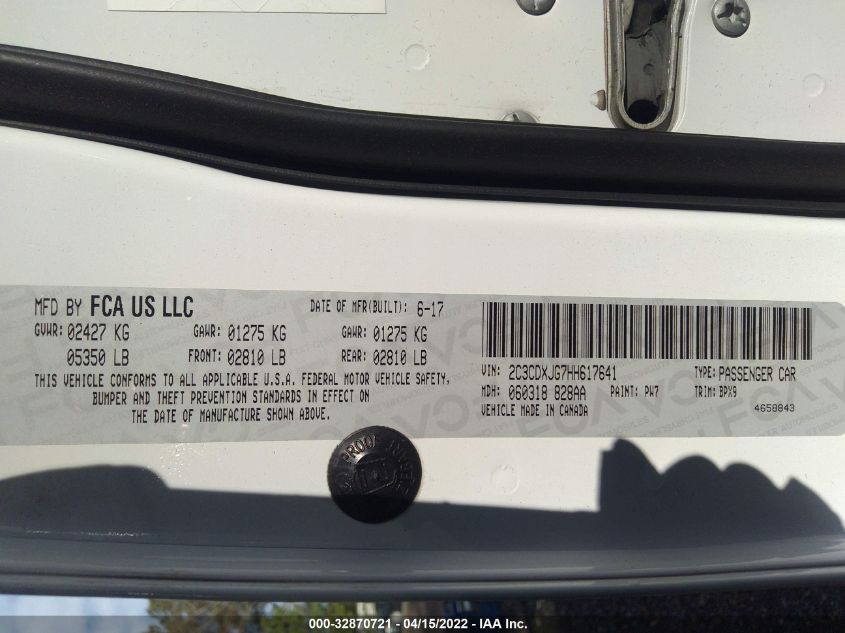 MFD BY FCA US LLC
DATE OF MFR(BUILT): 6-17
GVWR: 02427 KG GAWR: 01275 KG GAWR: 01275 KG
05350 LB FRONT: 02810 LB REAR: 02810 LB
THIS VEHICLE CONFORMS TO ALL APPLICABLE U.S.A. FEDERAL MOTOR VEHICLE SAFETY,
BUMPER AND THEFT PREVENTION STANDARDS IN EFFECT ON
THE DATE OF MANUFACTURE SHOWN ABOVE.
VIN: 2C3CDXJG7HH617641 TYPE: PASSENGER CAR
MDH: 060318 828AA PAINT: PW7 TRIM: BPX9
VEHICLE MADE IN CANADA 4658843
PROOF
000-32870721 - 04/15/2022 - IAA Inc.